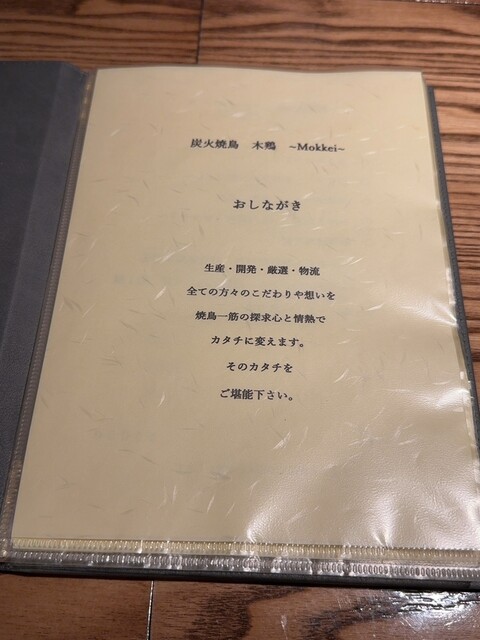 炭火焼鳥　木鶏　~Mokkei~
おしながき
生産・開発・厳選・物流
全ての方々のこだわりや想いを
焼鳥一筋の探求心と情熱で
カタチに変えます。
そのカタチを
ご堪能下さい。